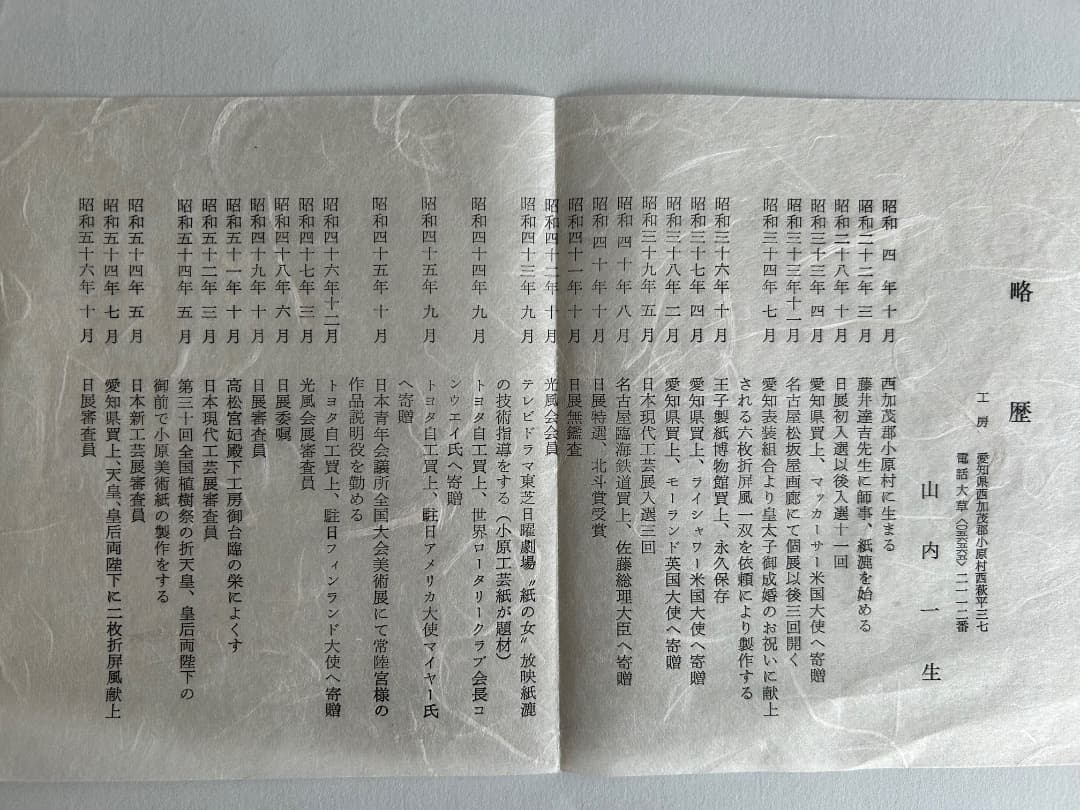 略歴
工房 愛知県西加茂郡小原村西萩平三七
電話大草〈〇五六五六〉二一一二番
山内一生
昭和 四 年 十 月 西加茂郡小原村に生まる
昭和二十二年 三 月 藤井達吉先生に師事、紙漉を始める
昭和二十八年 十 月 日展初入選以後入選十一回
昭和三十三年 四 月 愛知県買上、マッカーサー米国大使へ寄贈
昭和三十三年十一月 名古屋松坂屋画廊にて個展以後三回開く
昭和三十四年 七 月 愛知表装組合より皇太子御成婚のお祝いに献上
される六枚折屏風一双を依頼により製作する
昭和三十六年 十 月 王子製紙博物館買上、永久保存
昭和三十七年 四 月 愛知県買上、ライシャワー米国大使へ寄贈
昭和三十八年 二 月 愛知県買上、モーランド英国大使へ寄贈
昭和三十九年 五 月 日本現代工芸展入選三回
昭和 四十 年 八 月 名古屋臨海鉄道買上、佐藤総理大臣へ寄贈
昭和 四十 年 十 月 日展特選、北斗賞受賞
昭和四十一年 十 月 日展無鑑査
昭和四十二年 十 月 光風会会員
昭和四十三年 九 月 テレビドラマ東芝日曜劇場〝紙の女〟放映紙漉
の技術指導をする（小原工芸紙が題材）
昭和四十四年 九 月 トヨタ自工買上、世界ロータリークラブ会長コ
ンウエイ氏へ寄贈
昭和四十五年 九 月 トヨタ自工買上、駐日アメリカ大使マイヤー氏
へ寄贈
昭和四十五年 十 月 日本青年会議所全国大会美術展にて常陸宮様の
作品説明役を勤める
昭和四十六年十二月 トヨタ自工買上、駐日フィンランド大使へ寄贈
昭和四十七年 三 月 光風会展審査員
昭和四十八年 六 月 日展委嘱
昭和四十九年 十 月 日展審査員
昭和五十一年 十 月 高松宮妃殿下工房御台臨の栄によくす
昭和五十二年 三 月 日本現代工芸展審査員
昭和五十四年 五 月 第三十回全国植樹祭の折天皇、皇后両陛下の
御前で小原美術紙の製作をする
昭和五十四年 五 月 日本新工芸展審査員
昭和五十四年 七 月 愛知県買上、天皇、皇后両陛下に二枚折屏風献上
昭和五十六年 十 月 日展審査員